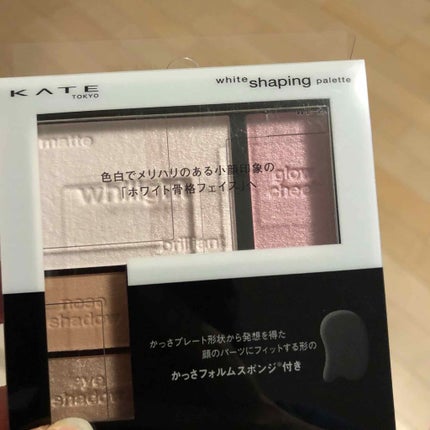 KATE
TOKYO
white shaping palette
matte
色白でメリハリのある小顔印象の
「ホワイト骨格フェイス」へ
white
glow
cheek
brilliant
nose
shadow
eye
shadow
かっさプレート形状から発想を得た
顔のパーツにフィットする形の
かっさフォルムスポンジ®付き